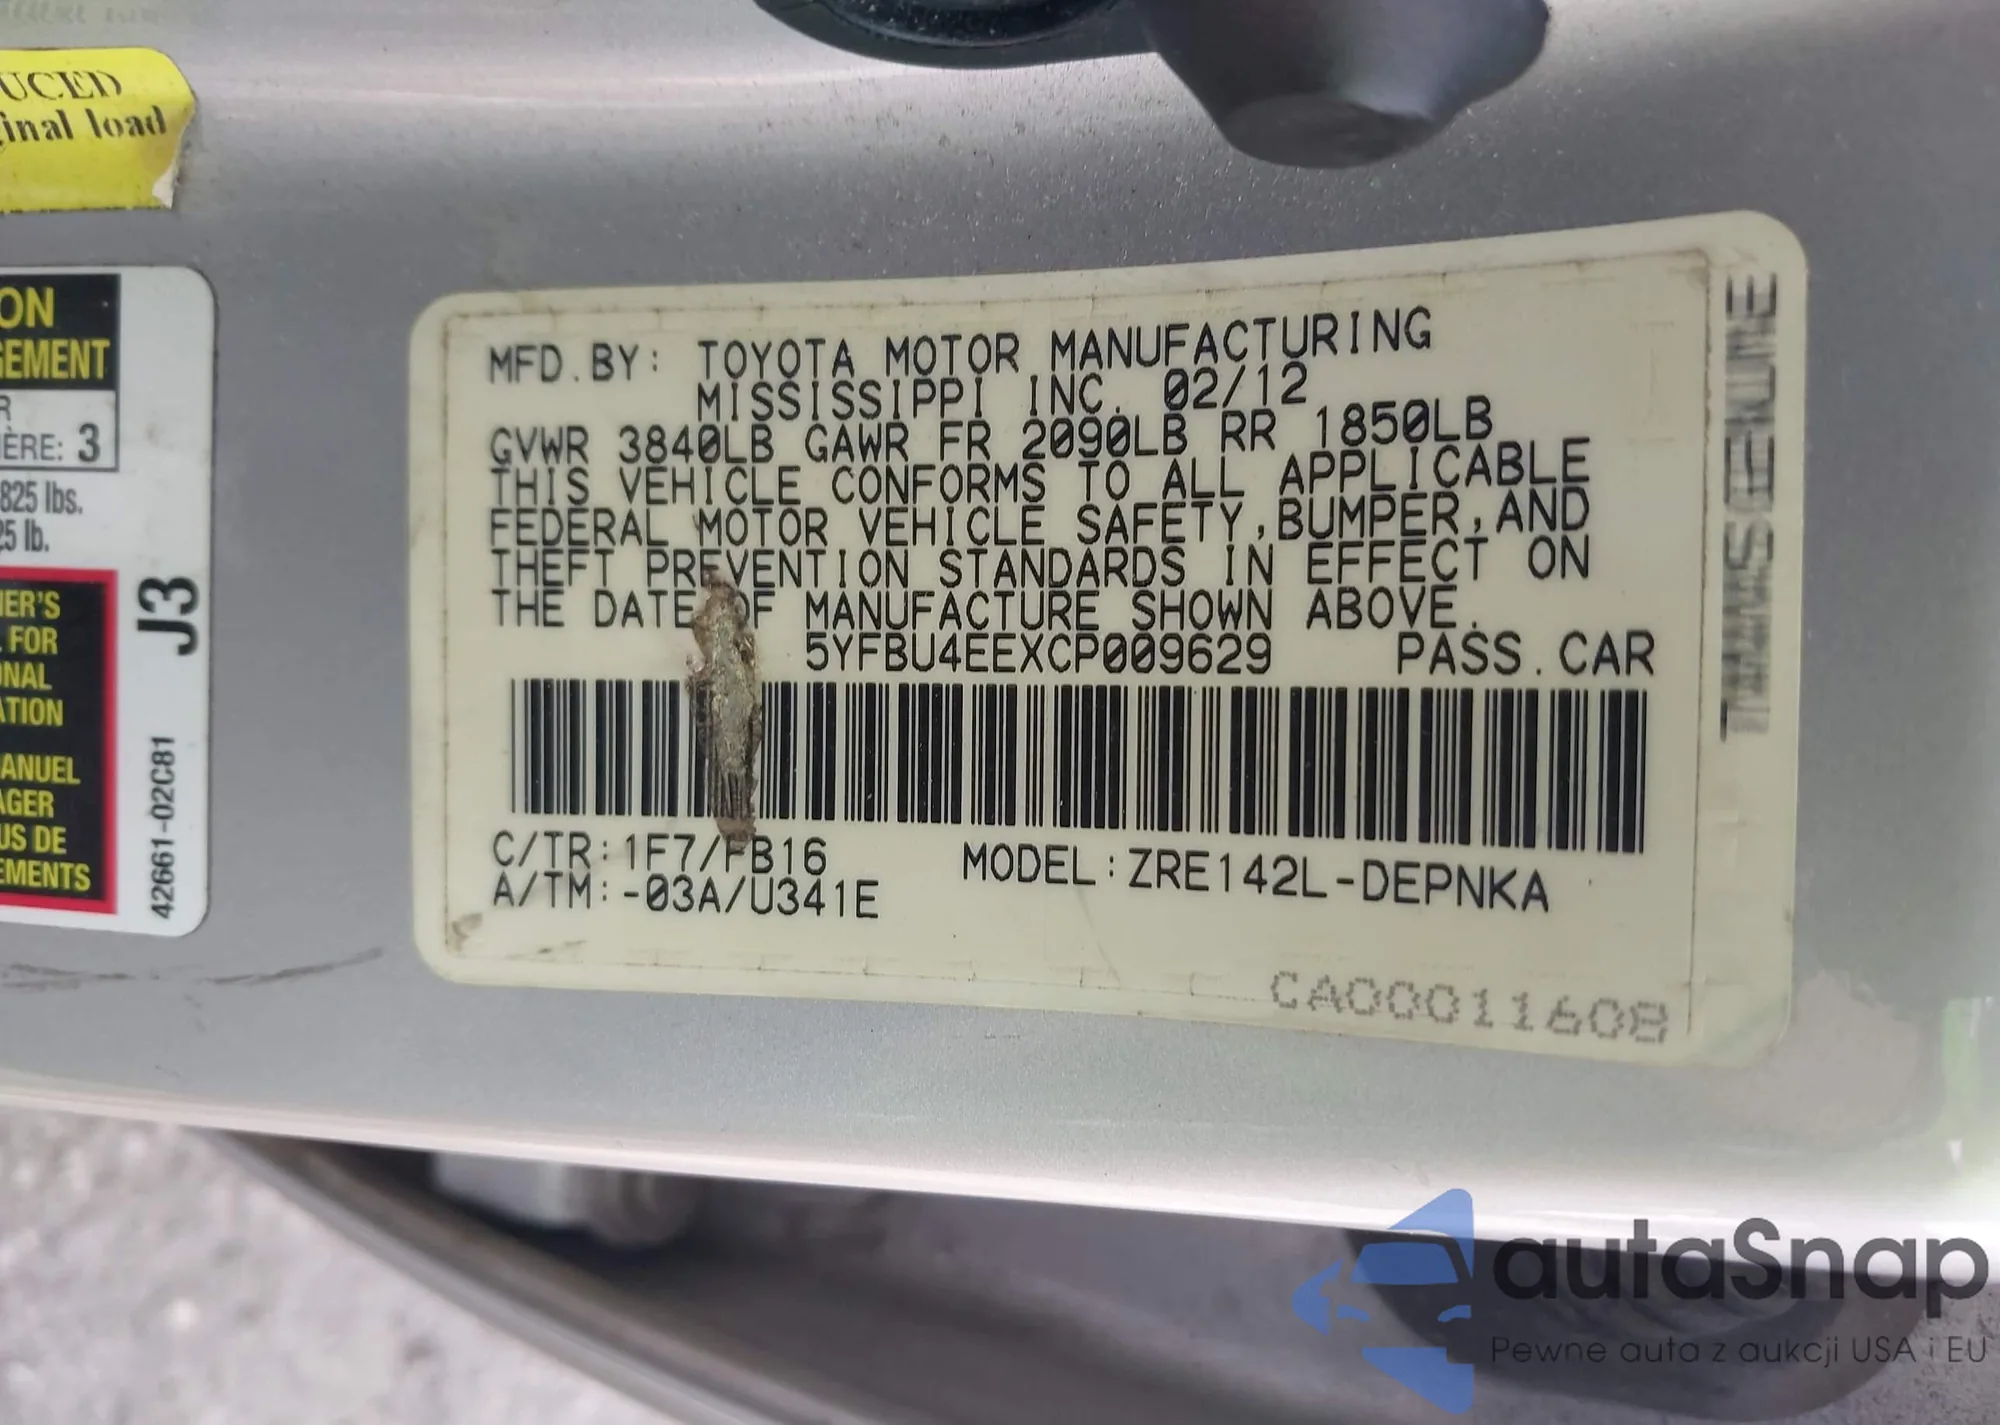 UCED
ginal load
ON
GEMENT
R
IÈRE: 3
825 lbs.
25 lb.
NER'S
L FOR
ONAL
ATION
ANUEL
AGER
US DE
EMENTS
J3
42661-02C81
MFD.BY: TOYOTA MOTOR MANUFACTURING
MISSISSIPPI INC. 02/12
GVWR 3840LB GAWR FR 2090LB RR 1850LB
THIS VEHICLE CONFORMS TO ALL APPLICABLE
FEDERAL MOTOR VEHICLE SAFETY,BUMPER,AND
THEFT PREVENTION STANDARDS IN EFFECT ON
THE DATE OF MANUFACTURE SHOWN ABOVE.
5YFBU4EEXCP009629 PASS.CAR
C/TR:1F7/FB16
A/TM:-03A/U341E
MODEL:ZRE142L-DEPNKA
CA00011608
autaSnap
Pewne auta z aukcji USA i EU